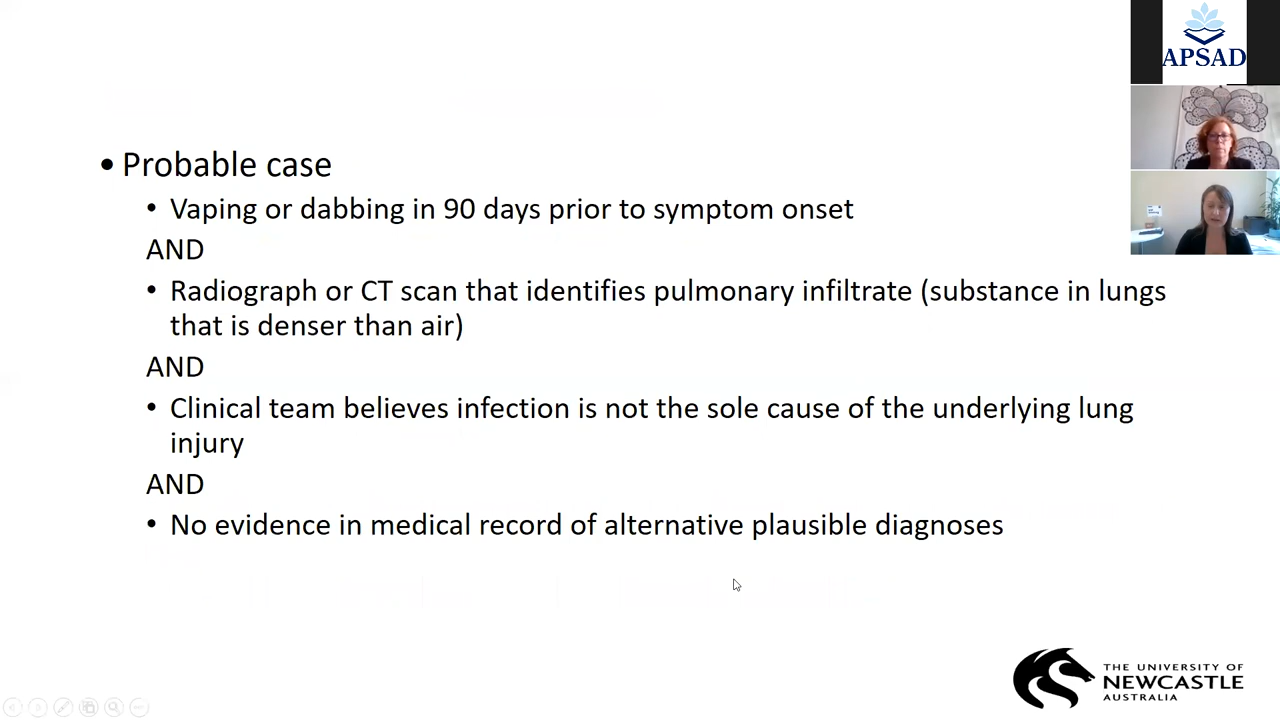 APSAD
• Probable case
• Vaping or dabbing in 90 days prior to symptom onset
AND
• Radiograph or CT scan that identifies pulmonary infiltrate (substance in lungs
that is denser than air)
AND
• Clinical team believes infection is not the sole cause of the underlying lung
injury
AND
• No evidence in medical record of alternative plausible diagnoses
THE UNIVERSITY OF
NEWCASTLE
AUSTRALIA